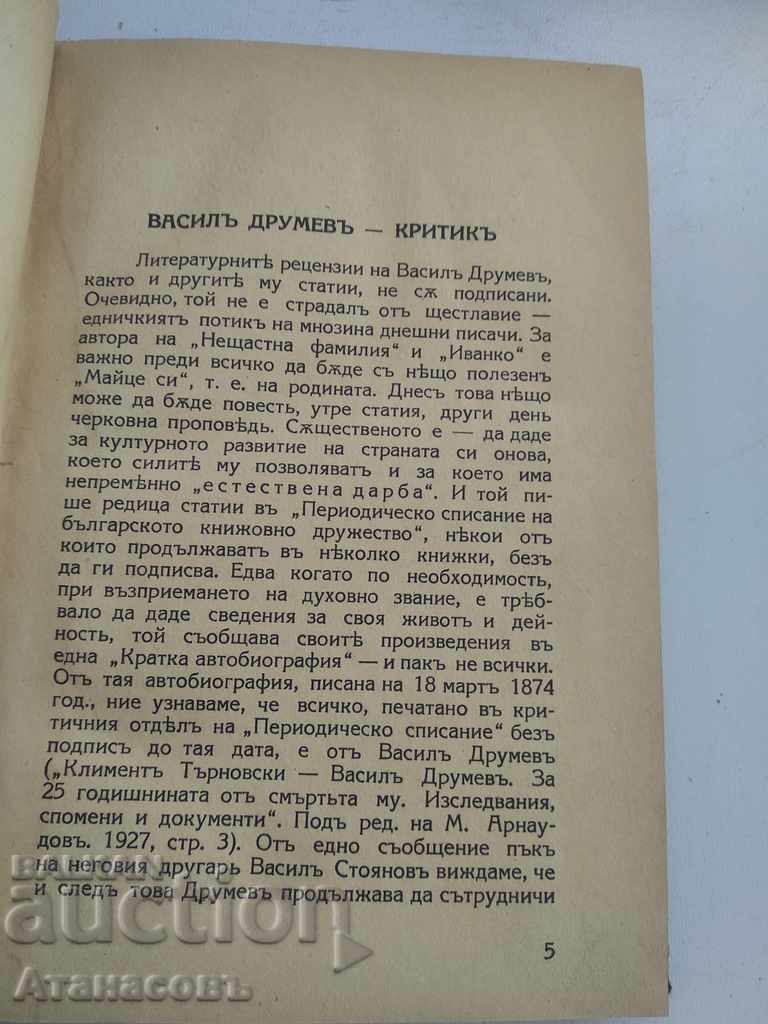 ВАСИЛЪ ДРУМЕВЪ — КРИТИКЪ
Литературнитѣ рецензии на Василъ Друмевъ,
както и другитѣ му статии, не сѫ подписани.
Очевидно, той не е страдалъ отъ щестлавие —
едничкиятъ потикъ на мнозина днешни писачи. За
автора на „Нещастна фамилия“ и „Иванко“ е
важно преди всичко да бѫде съ нѣщо полезенъ
„Майце си“, т. е. на родината. Днесъ това нѣщо
може да бѫде повесть, утре статия, други день
черковна проповѣдь. Сѫщественото е — да даде
за културното развитие на страната си онова,
което силитѣ му позволяватъ и за което има
непремѣнно „естествена дарба“. И той пи-
ше редица статии въ „Периодическо списание на
българското книжовно дружество“, нѣкои отъ
които продължаватъ въ нѣколко книжки, безъ
да ги подписва. Едва когато по необходимость,
при възприемането на духовно звание, е трѣб-
вало да даде сведения за своя животъ и дей-
ность, той съобщава своитѣ произведения въ
една „Кратка автобиография“ — и пакъ не всички.
Отъ тая автобиография, писана на 18 мартъ 1874
год., ние узнаваме, че всичко, печатано въ кри-
тичния отдѣлъ на „Периодическо списание“ безъ
подписъ до тая дата, е отъ Василъ Друмевъ
(„Климентъ Търновски — Василъ Друмевъ. За
25 годишнината отъ смъртьта му. Изследвания,
спомени и документи“. Подъ ред. на М. Арнау-
довъ. 1927, стр. 3). Отъ едно съобщение пъкъ
на неговия другарь Василъ Стояновъ виждаме, че
и следъ това Друмевъ продължава да сътрудничи
5
BALKAN
auction
Атанасовъ